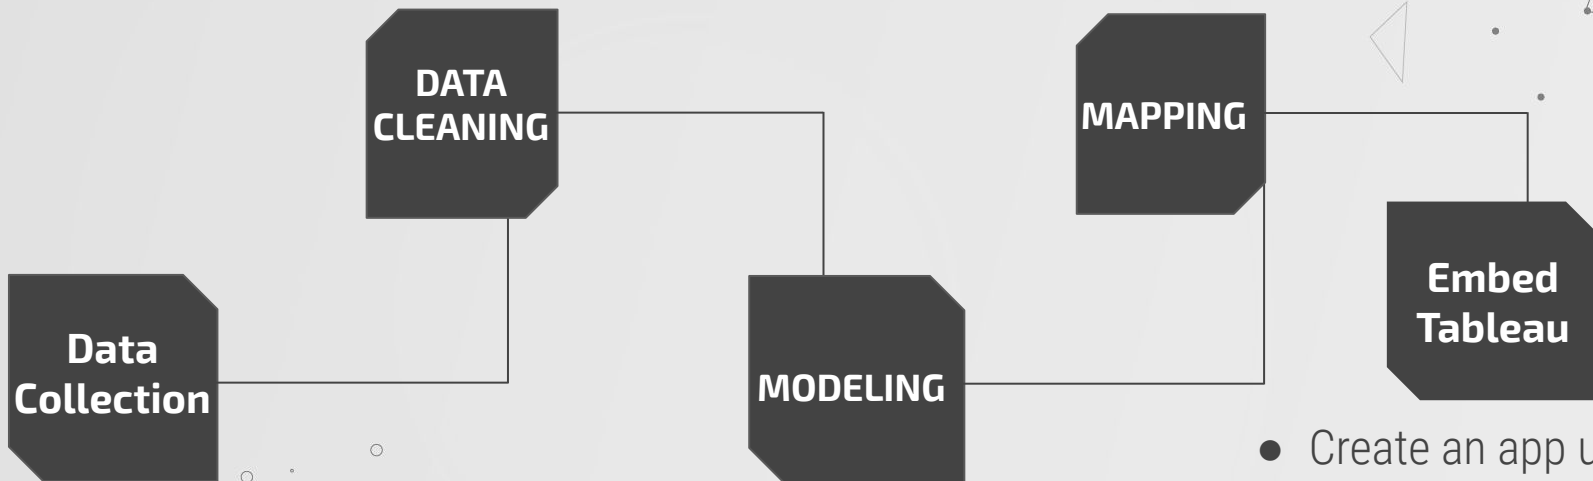 Data
Collection
DATA
CLEANING
MODELING
MAPPING
Embed
Tableau
Create an app